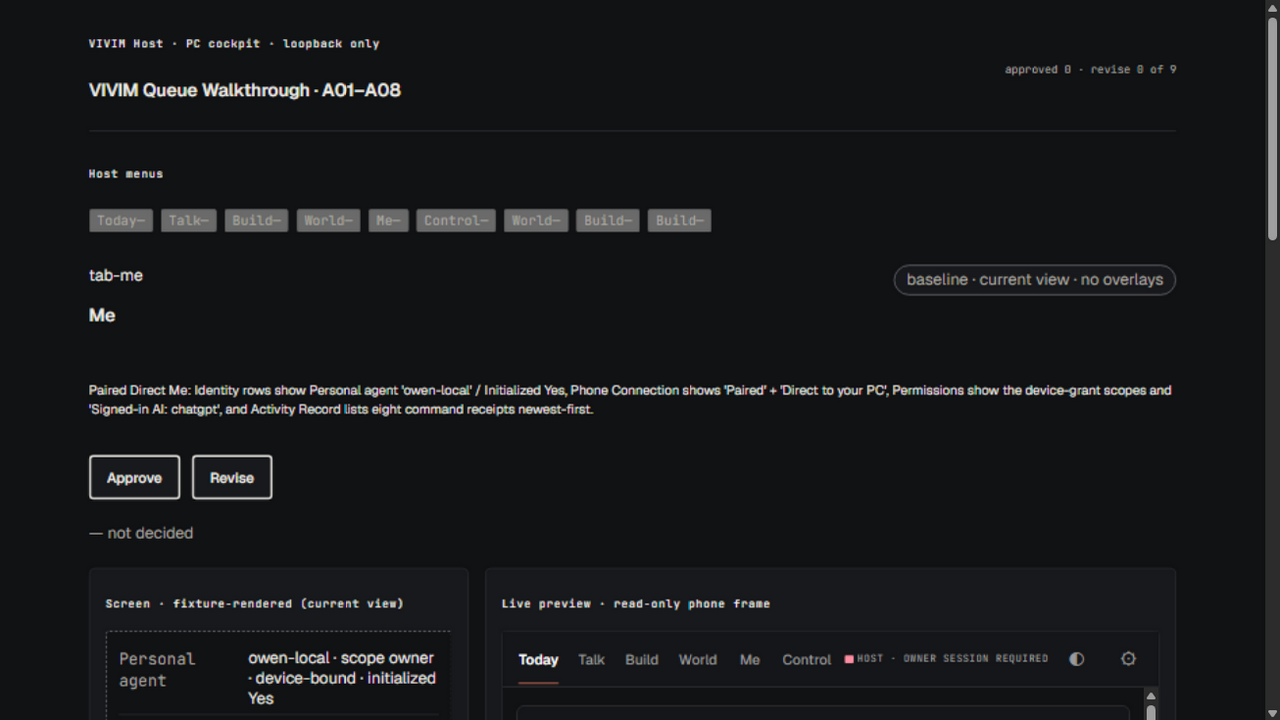 VIVIM Host · PC cockpit · loopback only
approved 0 · revise 0 of 9
VIVIM Queue Walkthrough · A01–A08
Host menus
Today— Talk— Build— World— Me— Control— World— Build— Build—
tab-me
baseline · current view · no overlays
Me
Paired Direct Me: Identity rows show Personal agent 'owen-local' / Initialized Yes, Phone Connection shows 'Paired' + 'Direct to your PC', Permissions show the device-grant scopes and
'Signed-in AI: chatgpt', and Activity Record lists eight command receipts newest-first.
Approve Revise
— not decided
Screen · fixture-rendered (current view)
Personal
agent
owen-local · scope owner
· device-bound · initialized
Yes
Live preview · read-only phone frame
Today Talk Build World Me Control HOST · OWNER SESSION REQUIRED